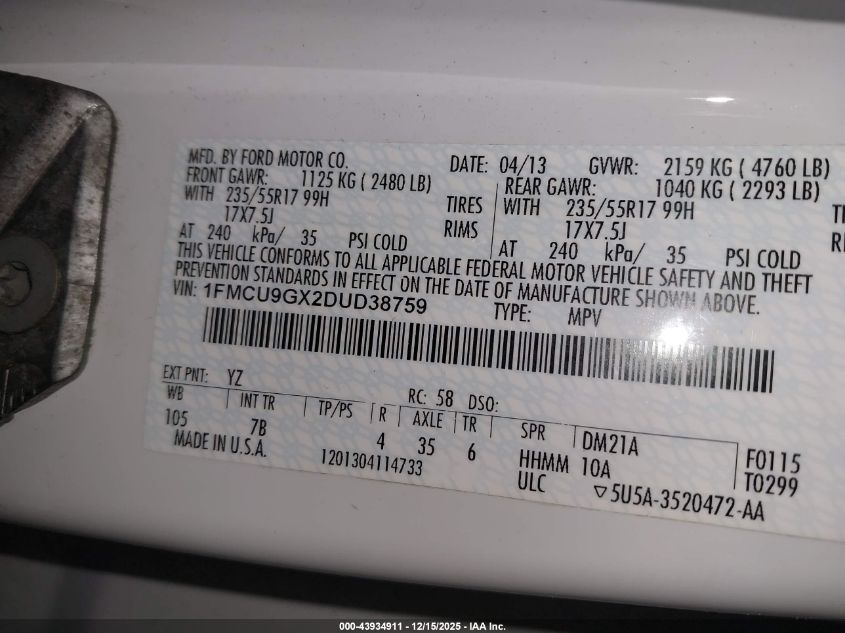 MFD. BY FORD MOTOR CO. DATE: 04/13 GVWR: 2159 KG ( 4760 LB)
FRONT GAWR: 1125 KG ( 2480 LB) REAR GAWR: 1040 KG ( 2293 LB)
WITH 235/55R17 99H TIRES WITH 235/55R17 99H
17X7.5J RIMS 17X7.5J
AT 240 kPa/ 35 PSI COLD AT 240 kPa/ 35 PSI COLD
THIS VEHICLE CONFORMS TO ALL APPLICABLE FEDERAL MOTOR VEHICLE SAFETY AND THEFT
PREVENTION STANDARDS IN EFFECT ON THE DATE OF MANUFACTURE SHOWN ABOVE.
VIN: 1FMCU9GX2DUD38759 TYPE: MPV
EXT PNT: YZ RC: 58 DSO:
WB INT TR TP/PS R AXLE TR SPR DM21A F0115
105 7B 4 35 6 HHMM 10A T0299
MADE IN U.S.A. 1201304114733 ULC 5U5A-3520472-AA
000-43934911 - 12/15/2025 - IAA Inc.